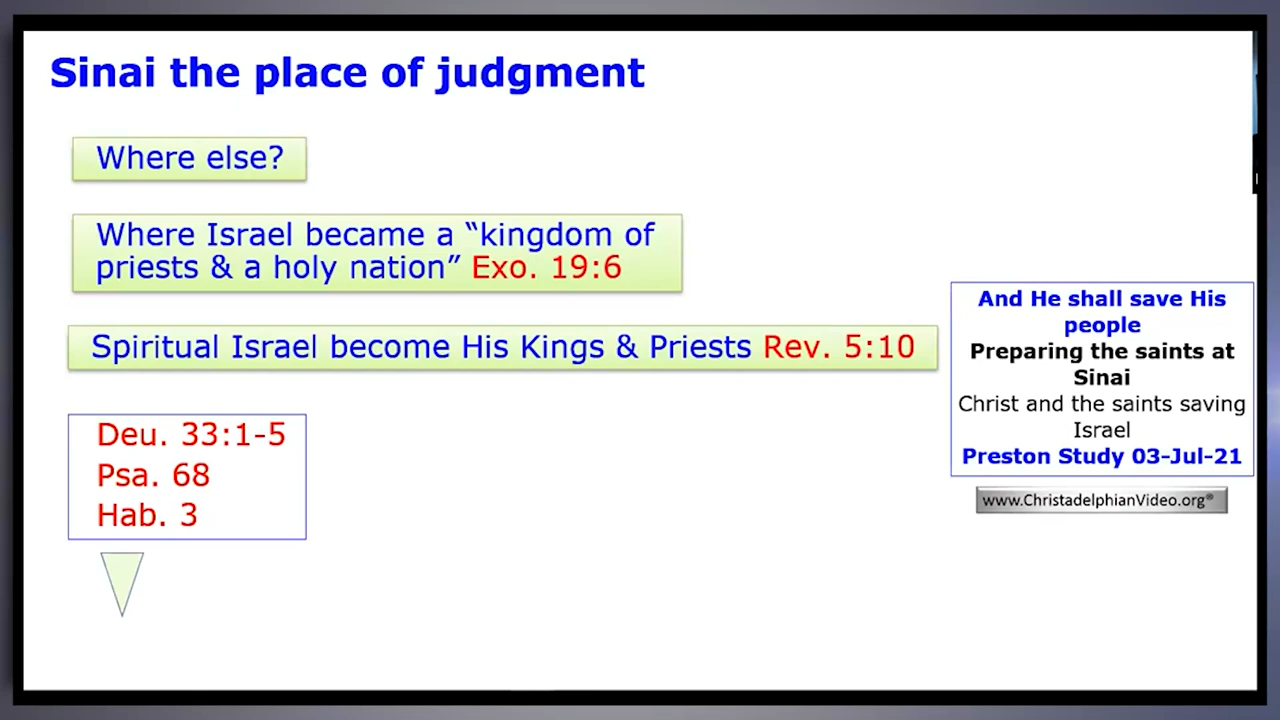 Sinai the place of judgment
Where else?
Where Israel became a “kingdom of
priests & a holy nation” Exo. 19:6
Spiritual Israel become His Kings & Priests Rev. 5:10
Deu. 33:1-5
Psa. 68
Hab. 3
And He shall save His
people
Preparing the saints at
Sinai
Christ and the saints saving
Israel
Preston Study 03-Jul-21
www.ChristadelphianVideo.org®